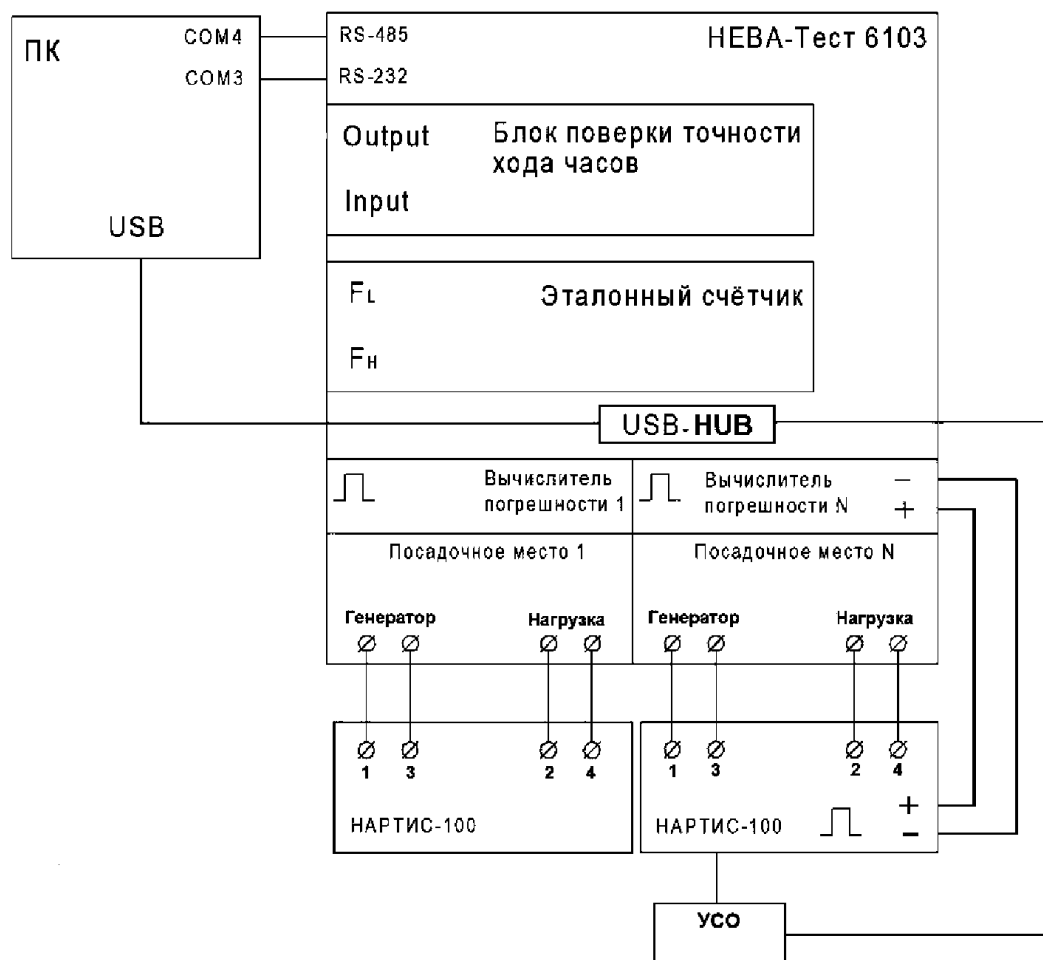 ПК
COM4
COM3
USB
RS-485
НЕВА-Тест 6103
RS-232
Output
Блок поверки точности
хода часов
Input
FL
Эталонный счётчик
FH
USB-HUB
Вычислитель
погрешности 1
Вычислитель
погрешности N
−
+
Посадочное место 1
Посадочное место N
Генератор
Нагрузка
Генератор
Нагрузка
1 3 2 4
1 3 2 4
НАРТИС-100
НАРТИС-100
+
−
УСО